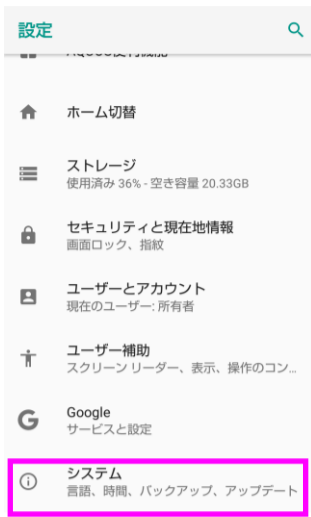 設定
ホーム切替
ストレージ
使用済み 36% - 空き容量 20.33GB
セキュリティと現在地情報
画面ロック、指紋
ユーザーとアカウント
現在のユーザー: 所有者
ユーザー補助
スクリーン リーダー、表示、操作のコン...
Google
サービスと設定
システム
言語、時間、バックアップ、アップデート